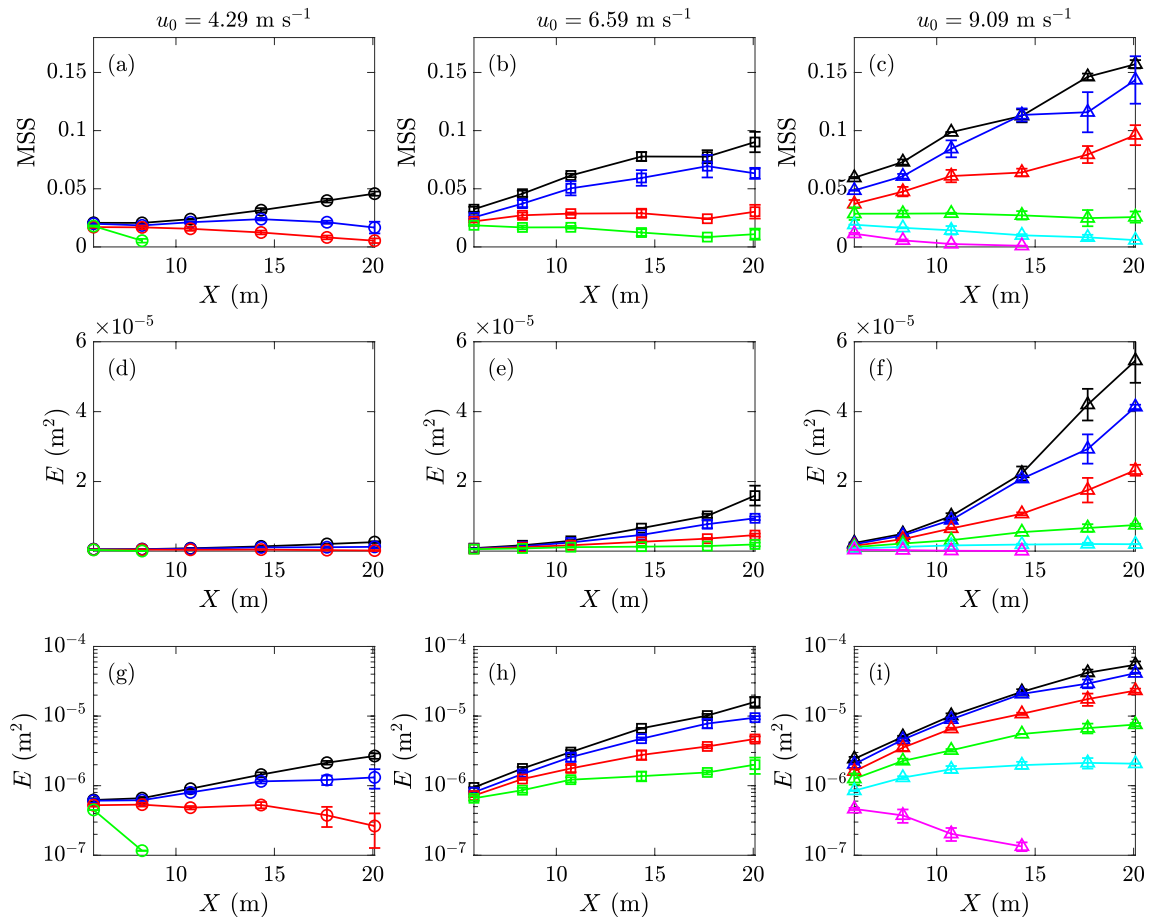 u₀ = 4.29 m s⁻¹
u₀ = 6.59 m s⁻¹
u₀ = 9.09 m s⁻¹
(a)
MSS
0.15
0.1
0.05
0
10
15
20
X (m)
(b)
MSS
0.15
0.1
0.05
0
10
15
20
X (m)
(c)
MSS
0.15
0.1
0.05
0
10
15
20
X (m)
×10⁻⁵
(d)
E (m²)
6
4
2
10
15
20
X (m)
×10⁻⁵
(e)
E (m²)
6
4
2
10
15
20
X (m)
×10⁻⁵
(f)
E (m²)
6
4
2
10
15
20
X (m)
(g)
E (m²)
10⁻⁴
10⁻⁵
10⁻⁶
10⁻⁷
10
15
20
X (m)
(h)
E (m²)
10⁻⁴
10⁻⁵
10⁻⁶
10⁻⁷
10
15
20
X (m)
(i)
E (m²)
10⁻⁴
10⁻⁵
10⁻⁶
10⁻⁷
10
15
20
X (m)